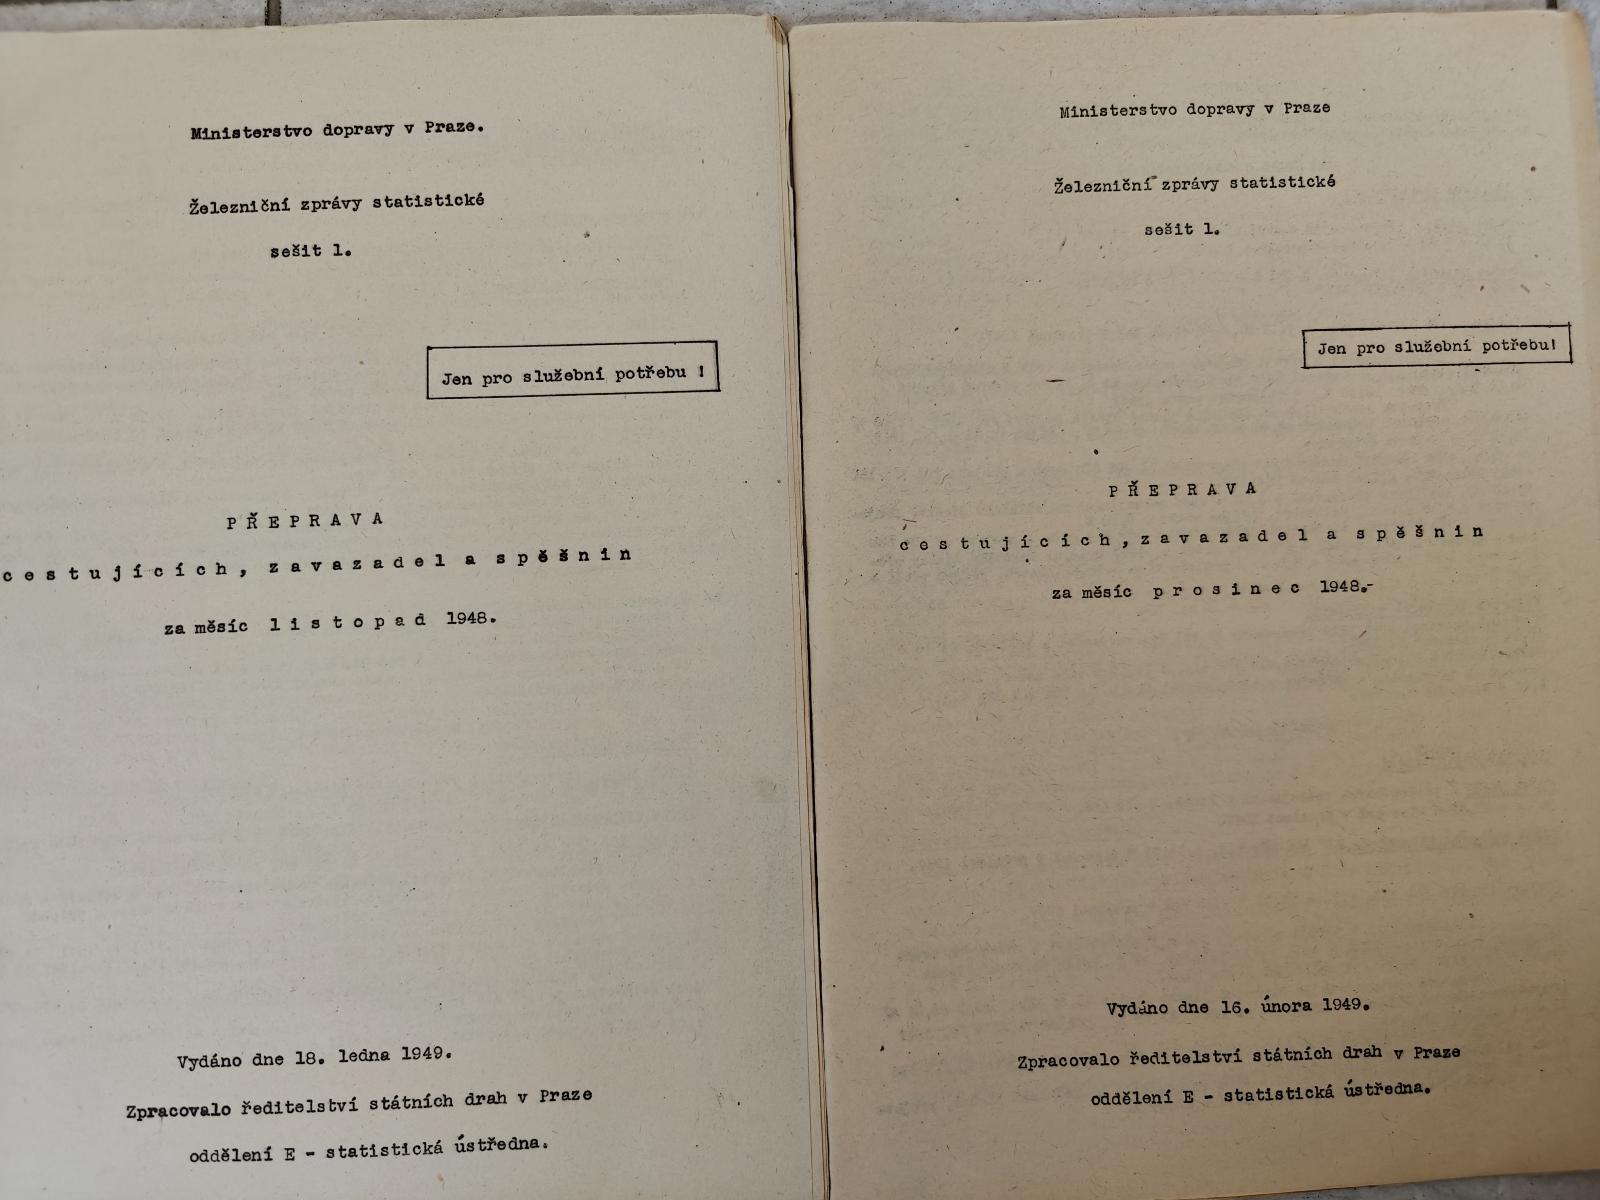 Ministerstvo dopravy v Praze.
Železniční zprávy statistické
sešit 1.
Jen pro služební potřebu !
P Ř E P R A V A
c e s t u j í c í c h , z a v a z a d e l a s p ě š n i n
za měsíc l i s t o p a d 1948.
Vydáno dne 18. ledna 1949.
Zpracovalo ředitelství státních drah v Praze
oddělení E - statistická ústředna.
Ministerstvo dopravy v Praze
Železniční zprávy statistické
sešit 1.
Jen pro služební potřebu!
P Ř E P R A V A
c e s t u j í c í c h , z a v a z a d e l a s p ě š n i n
za měsíc p r o s i n e c 1948.-
Vydáno dne 16. února 1949.
Zpracovalo ředitelství státních drah v Praze
oddělení E - statistická ústředna.